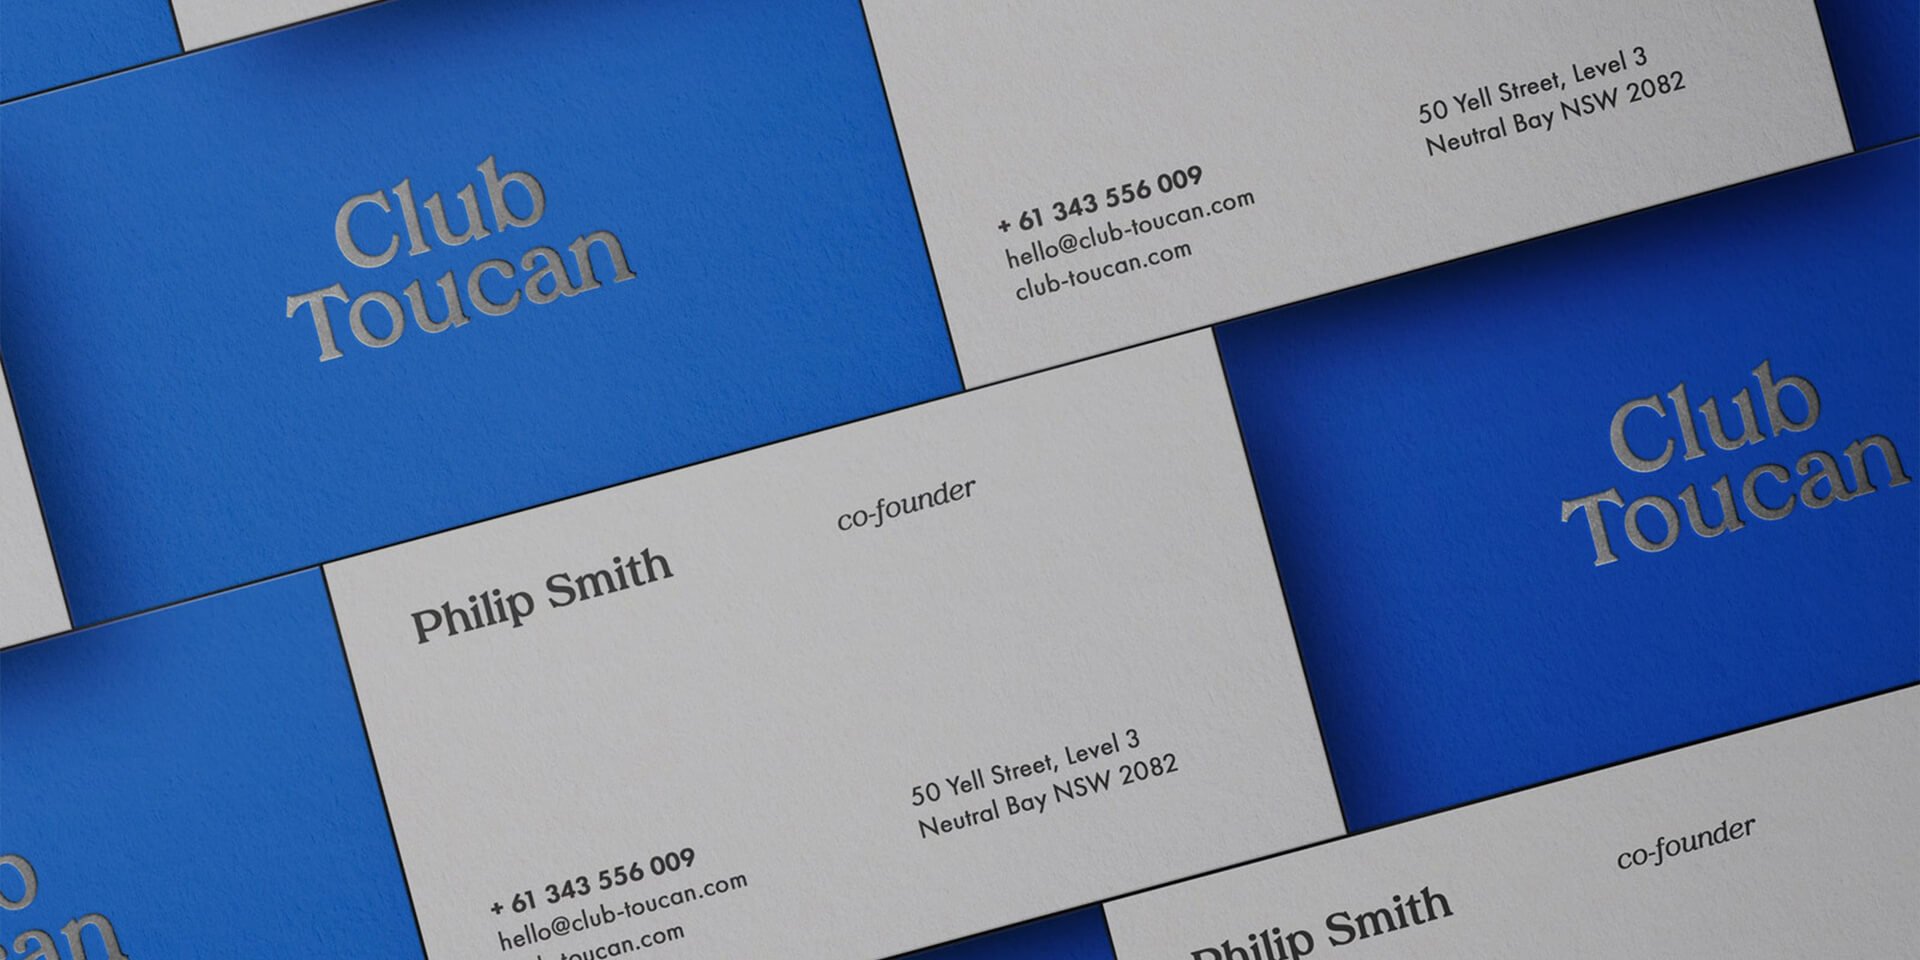 Club
Toucan
50 Yell Street, Level 3
Neutral Bay NSW 2082
+ 61 343 556 009
hello@club-toucan.com
club-toucan.com
Club
Toucan
co-founder
Philip Smith
50 Yell Street, Level 3
Neutral Bay NSW 2082
+ 61 343 556 009
hello@club-toucan.com
toucan.com
co-founder
Philip Smith